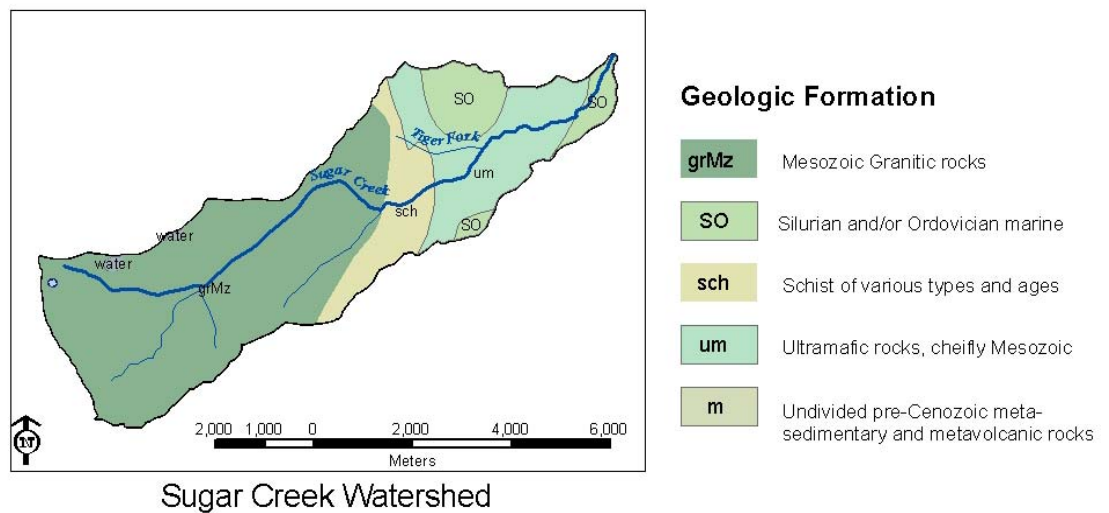 SO
SO
Tiger Fork
Sugar Creek
um
sch
SO
water
water
grMz
N
2,000 1,000 0 2,000 4,000 6,000
Meters
Sugar Creek Watershed
Geologic Formation
grMz Mesozoic Granitic rocks
SO Silurian and/or Ordovician marine
sch Schist of various types and ages
um Ultramafic rocks, cheifly Mesozoic
m Undivided pre-Cenozoic meta-
sedimentary and metavolcanic rocks